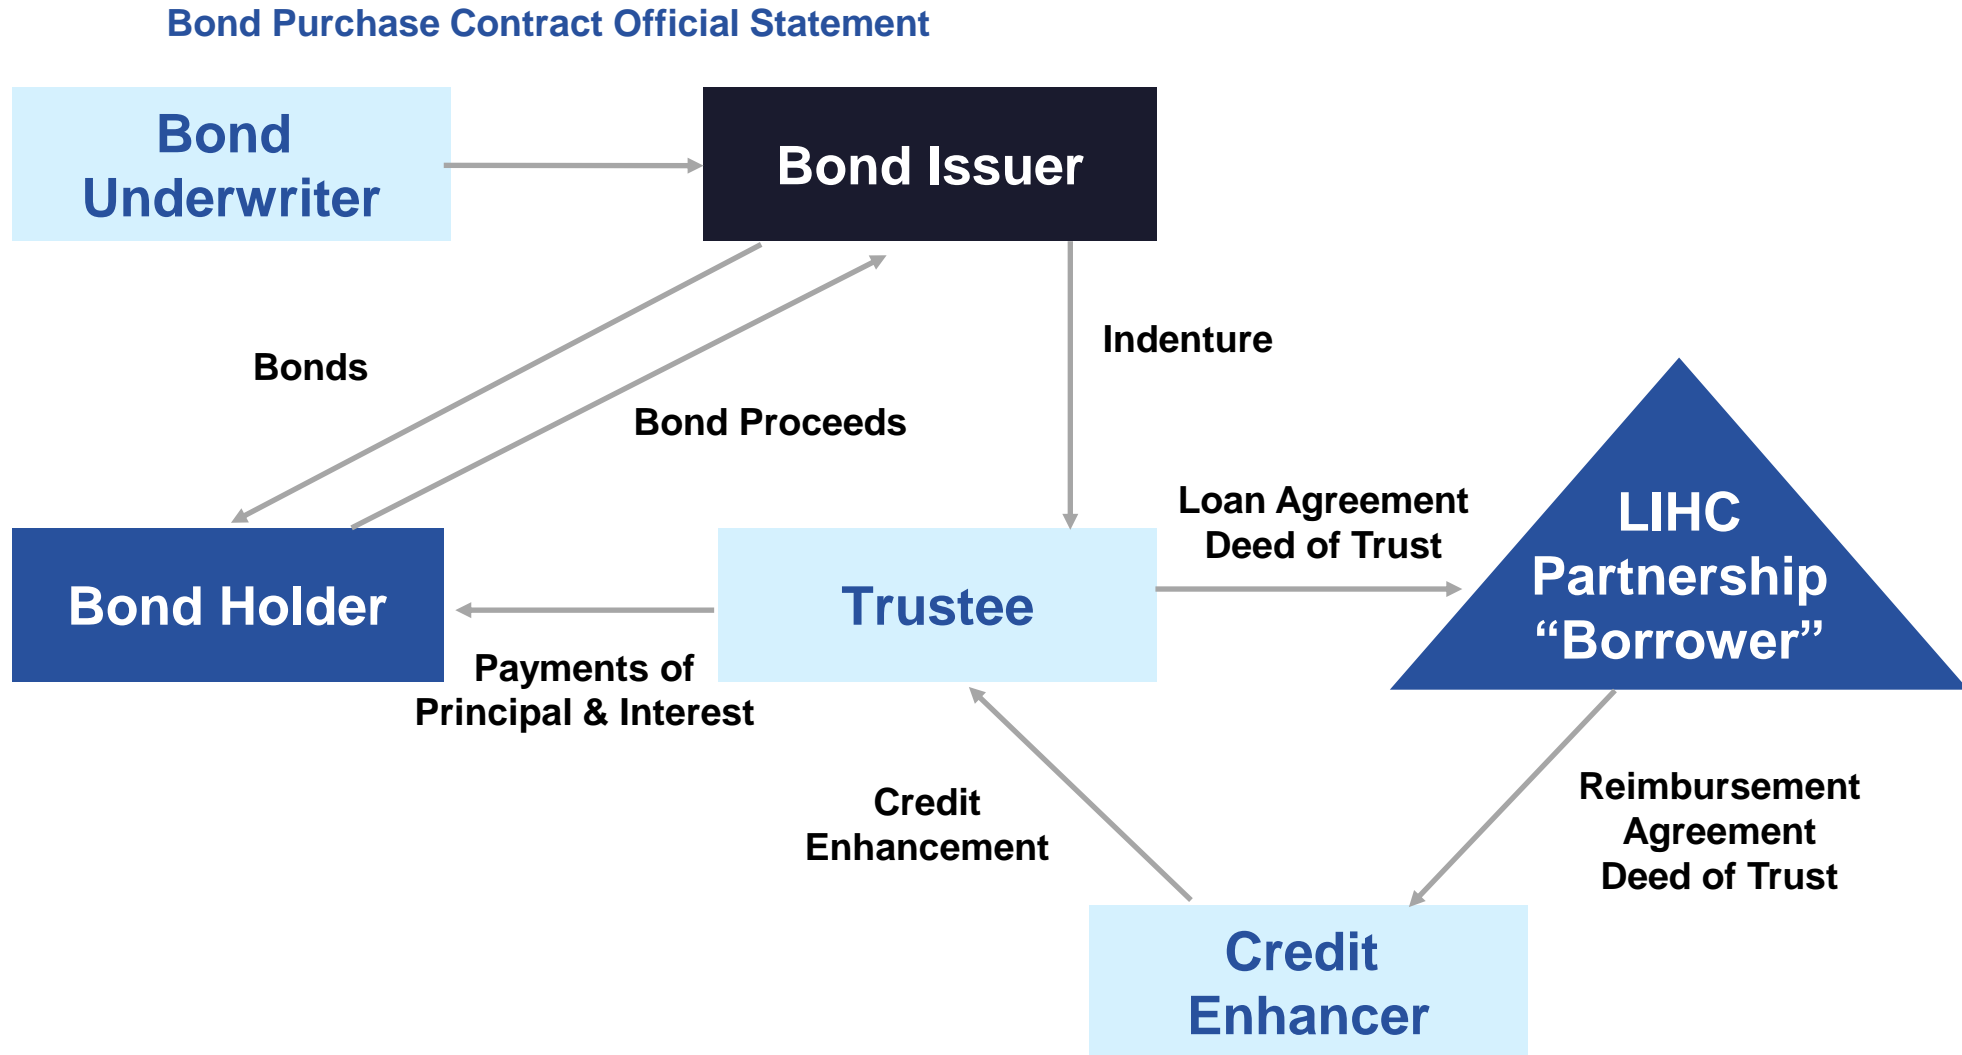 Bond Purchase Contract Official Statement
Bond
Underwriter
Bond Issuer
Bonds
Bond Proceeds
Indenture
Loan Agreement
Deed of Trust
LIHC
Partnership
“Borrower”
Bond Holder
Trustee
Payments of
Principal & Interest
Credit
Enhancement
Reimbursement
Agreement
Deed of Trust
Credit
Enhancer